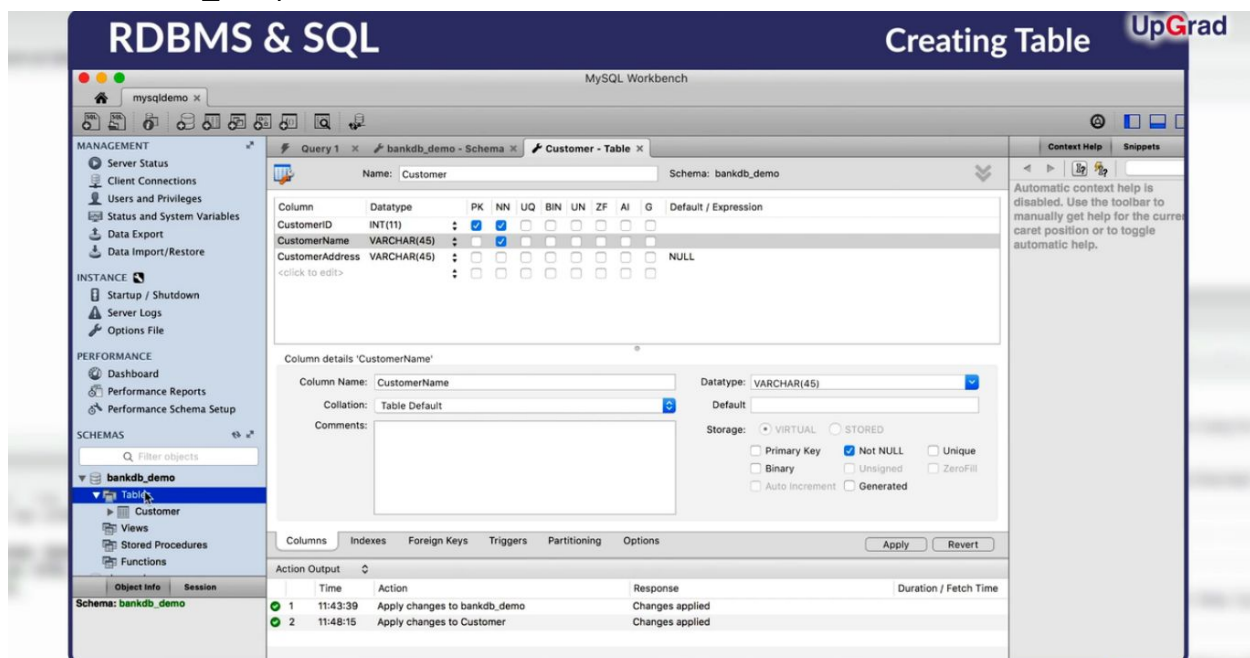 RDBMS & SQL
Creating Table
UpGrad
MySQL Workbench
mysqldemo ×
MANAGEMENT
Server Status
Client Connections
Users and Privileges
Status and System Variables
Data Export
Data Import/Restore
INSTANCE
Startup / Shutdown
Server Logs
Options File
PERFORMANCE
Dashboard
Performance Reports
Performance Schema Setup
SCHEMAS
Filter objects
bankdb_demo
Tables
Customer
Views
Stored Procedures
Functions
Object Info Session
Schema: bankdb_demo
Query 1 × bankdb_demo - Schema × Customer - Table ×
Name: Customer Schema: bankdb_demo
Column Datatype PK NN UQ BIN UN ZF AI G Default / Expression
CustomerID INT(11)
CustomerName VARCHAR(45)
CustomerAddress VARCHAR(45) NULL
<click to edit>
Column details 'CustomerName'
Column Name: CustomerName Datatype: VARCHAR(45)
Collation: Table Default Default
Comments: Storage: VIRTUAL STORED
Primary Key Not NULL Unique
Binary Unsigned ZeroFill
Auto Increment Generated
Columns Indexes Foreign Keys Triggers Partitioning Options
Apply Revert
Action Output
Time Action Response Duration / Fetch Time
1 11:43:39 Apply changes to bankdb_demo Changes applied
2 11:48:15 Apply changes to Customer Changes applied
Context Help Snippets
Automatic context help is
disabled. Use the toolbar to
manually get help for the curre
caret position or to toggle
automatic help.